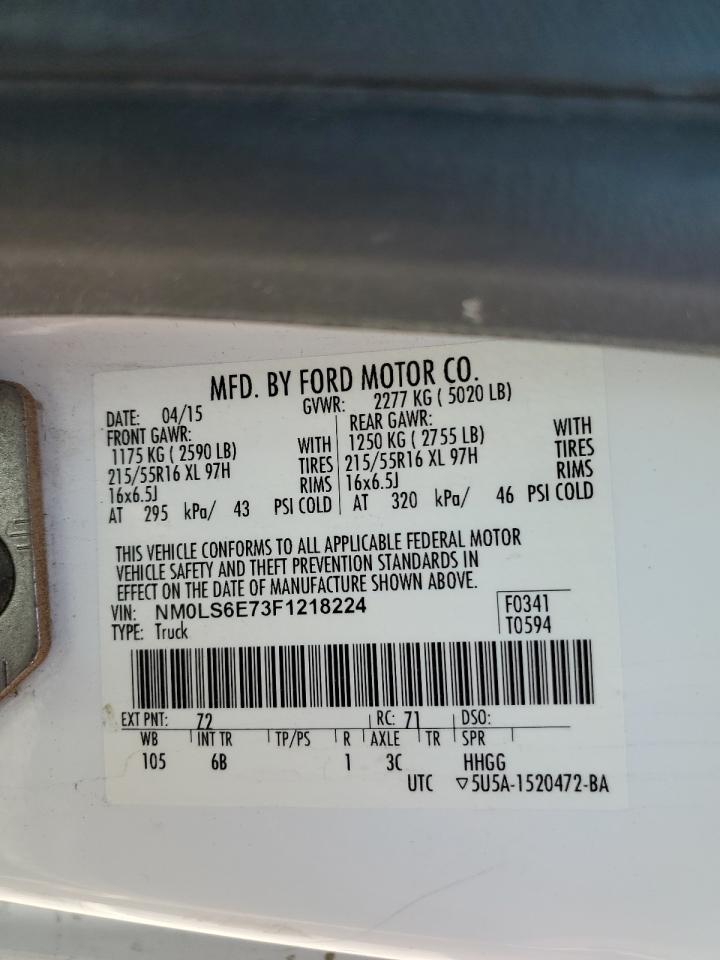 MFD. BY FORD MOTOR CO.
DATE: 04/15 GVWR: 2277 KG ( 5020 LB)
FRONT GAWR: REAR GAWR:
1175 KG ( 2590 LB) WITH 1250 KG ( 2755 LB) WITH
215/55R16 XL 97H TIRES 215/55R16 XL 97H TIRES
16x6.5J RIMS 16x6.5J RIMS
AT 295 kPa/ 43 PSI COLD AT 320 kPa/ 46 PSI COLD
THIS VEHICLE CONFORMS TO ALL APPLICABLE FEDERAL MOTOR
VEHICLE SAFETY AND THEFT PREVENTION STANDARDS IN
EFFECT ON THE DATE OF MANUFACTURE SHOWN ABOVE.
VIN: NM0LS6E73F1218224 F0341
TYPE: Truck T0594
EXT PNT: Z2 RC: 71 DSO:
WB INT TR TP/PS R AXLE TR SPR
105 6B 1 3C HHGG
UTC ▽5U5A-1520472-BA